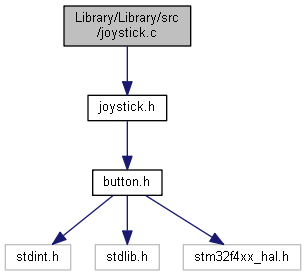 Library/Library/src
/joystick.c
joystick.h
button.h
stdint.h
stdlib.h
stm32f4xx_hal.h